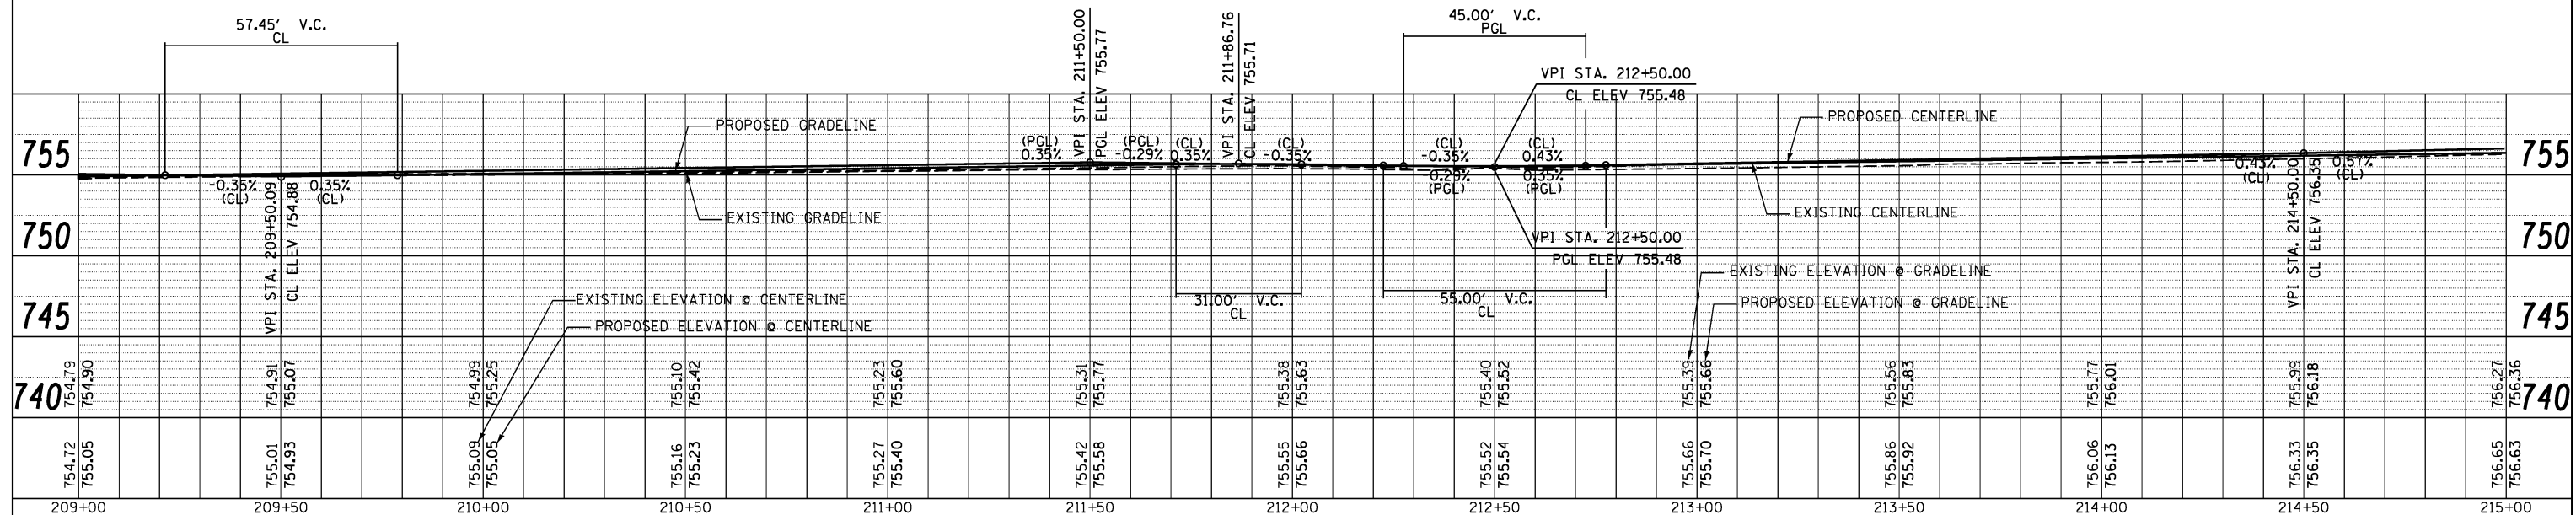 57.45' V.C.
CL
VPI STA. 211+50.00
PGL ELEV 755.77
VPI STA. 211+86.76
CL ELEV 755.71
45.00' V.C.
PGL
VPI STA. 212+50.00
CL ELEV 755.48
PROPOSED GRADELINE
PROPOSED CENTERLINE
755
(PGL)
0.35%
(PGL)
-0.29%
(CL)
0.35%
(CL)
-0.35%
(CL)
-0.35%
(CL)
0.43%
755
-0.35%
(CL)
0.35%
(CL)
VPI STA. 209+50.09
CL ELEV 754.88
-0.29%
(PGL)
0.35%
(PGL)
0.43%
(CL)
0.57%
(CL)
VPI STA. 214+50.00
CL ELEV 756.35
EXISTING GRADELINE
EXISTING CENTERLINE
750
VPI STA. 212+50.00
PGL ELEV 755.48
750
EXISTING ELEVATION @ GRADELINE
PROPOSED ELEVATION @ GRADELINE
EXISTING ELEVATION @ CENTERLINE
PROPOSED ELEVATION @ CENTERLINE
31.00' V.C.
CL
55.00' V.C.
CL
745
745
740
754.79
754.90
754.91
755.07
754.99
755.25
755.10
755.42
755.23
755.60
755.31
755.77
755.38
755.63
755.40
755.52
755.39
755.66
755.56
755.83
755.77
756.01
755.99
756.18
756.27
756.36
740
754.72
755.05
755.01
754.93
755.09
755.05
755.16
755.23
755.27
755.40
755.42
755.58
755.55
755.66
755.52
755.54
755.66
755.70
755.86
755.92
756.06
756.13
756.33
756.35
756.65
756.63
209+00
209+50
210+00
210+50
211+00
211+50
212+00
212+50
213+00
213+50
214+00
214+50
215+00